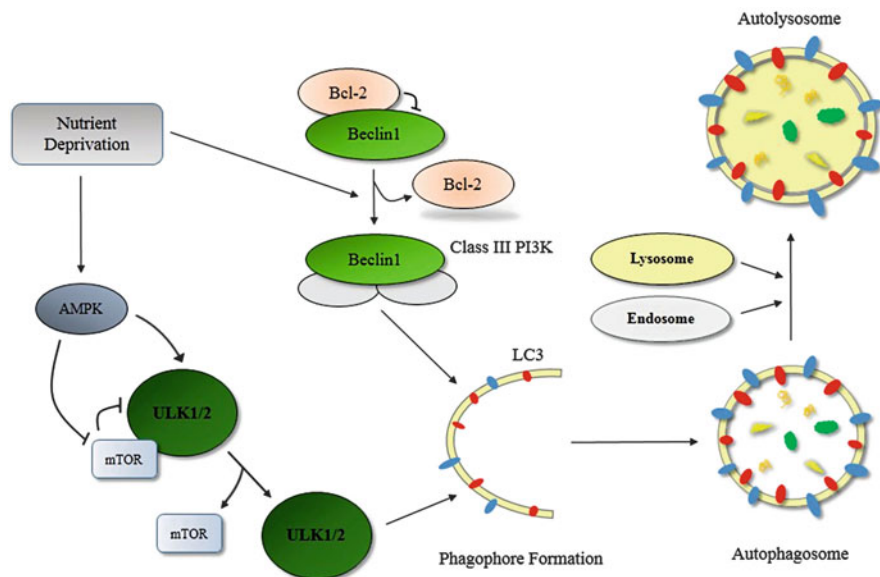 Autolysosome
Bcl-2
Nutrient
Deprivation
Beclin1
Bcl-2
Class III PI3K
Beclin1
Lysosome
AMPK
Endosome
LC3
ULK1/2
mTOR
mTOR
ULK1/2
Phagophore Formation
Autophagosome